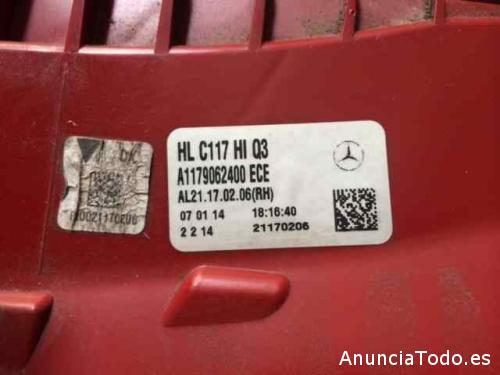 HL C117 HI Q3
A1179062400 ECE
AL21.17.02.06(RH)
07 01 14 18:16:40
2 2 14 21170206
OK
AnunciaTodo.es